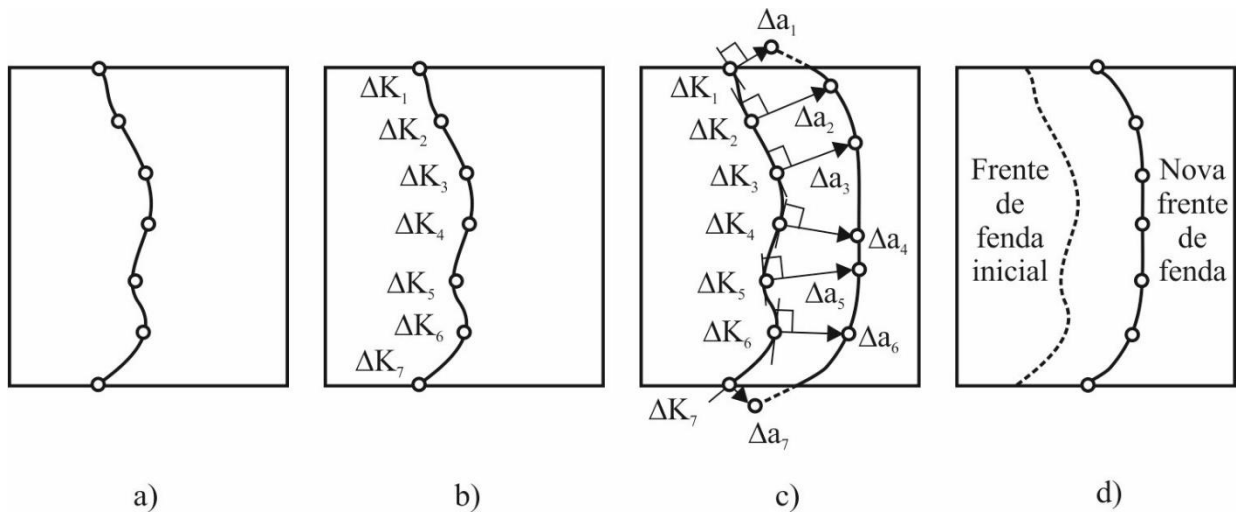 ΔK₁
ΔK₂
ΔK₃
ΔK₄
ΔK₅
ΔK₆
ΔK₇
Δa₁
ΔK₁
Δa₂
ΔK₂
ΔK₃
Δa₃
ΔK₄
Δa₄
ΔK₅
Δa₅
ΔK₆
Δa₆
ΔK₇
Δa₇
Frente
de
fenda
inicial
Nova
frente
de
fenda
a)
b)
c)
d)